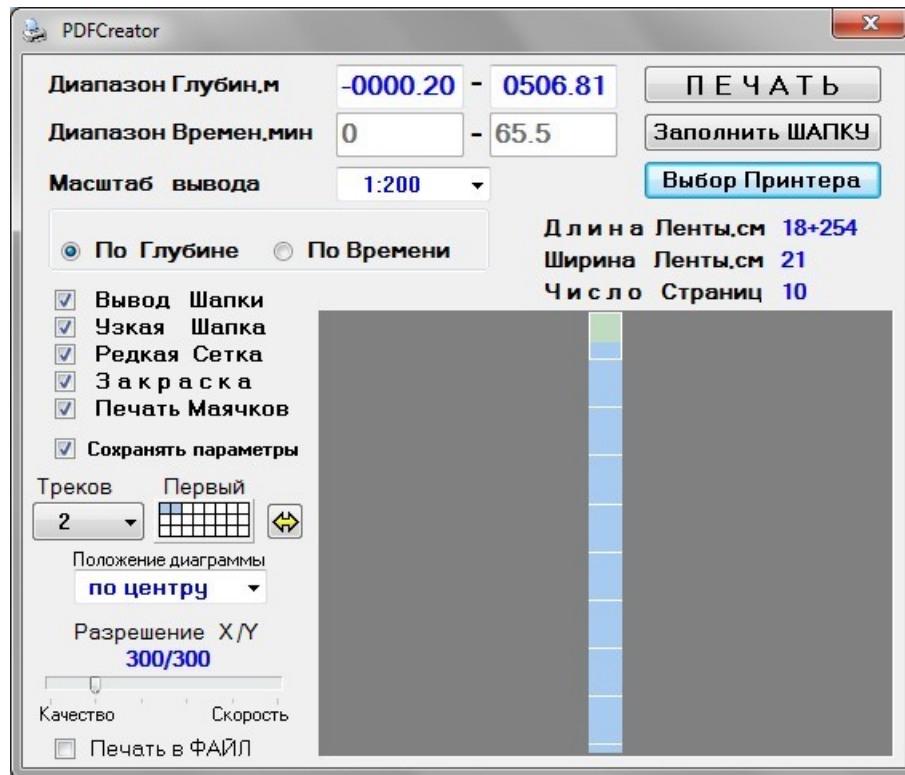 PDFCreator
Диапазон Глубин,м -0000.20 - 0506.81 ПЕЧАТЬ
Диапазон Времен,мин 0 - 65.5 Заполнить ШАПКУ
Масштаб вывода 1:200 Выбор Принтера
По Глубине По Времени
Длина Ленты,см 18+254
Ширина Ленты,см 21
Число Страниц 10
Вывод Шапки
Узкая Шапка
Редкая Сетка
Закраска
Печать Маячков
Сохранять параметры
Треков Первый
2
Положение диаграммы
по центру
Разрешение X/Y
300/300
Качество Скорость
Печать в ФАЙЛ